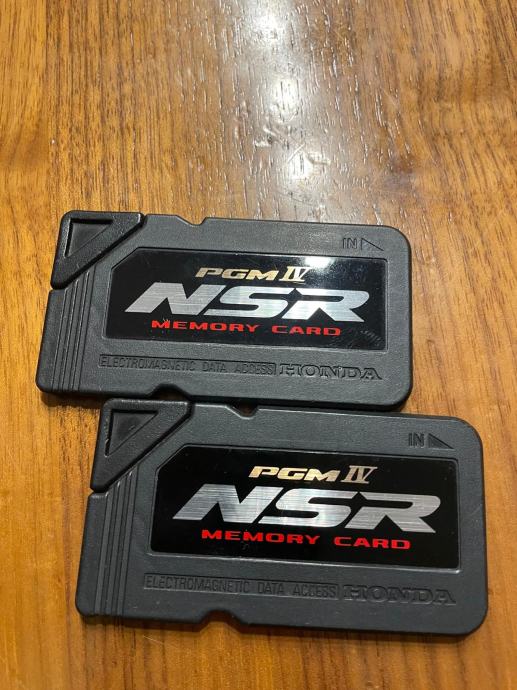 IN
PGM IV
NSR
MEMORY CARD
ELECTROMAGNETIC DATA ACCESS HONDA
IN
PGM IV
NSR
MEMORY CARD
ELECTROMAGNETIC DATA ACCESS HONDA